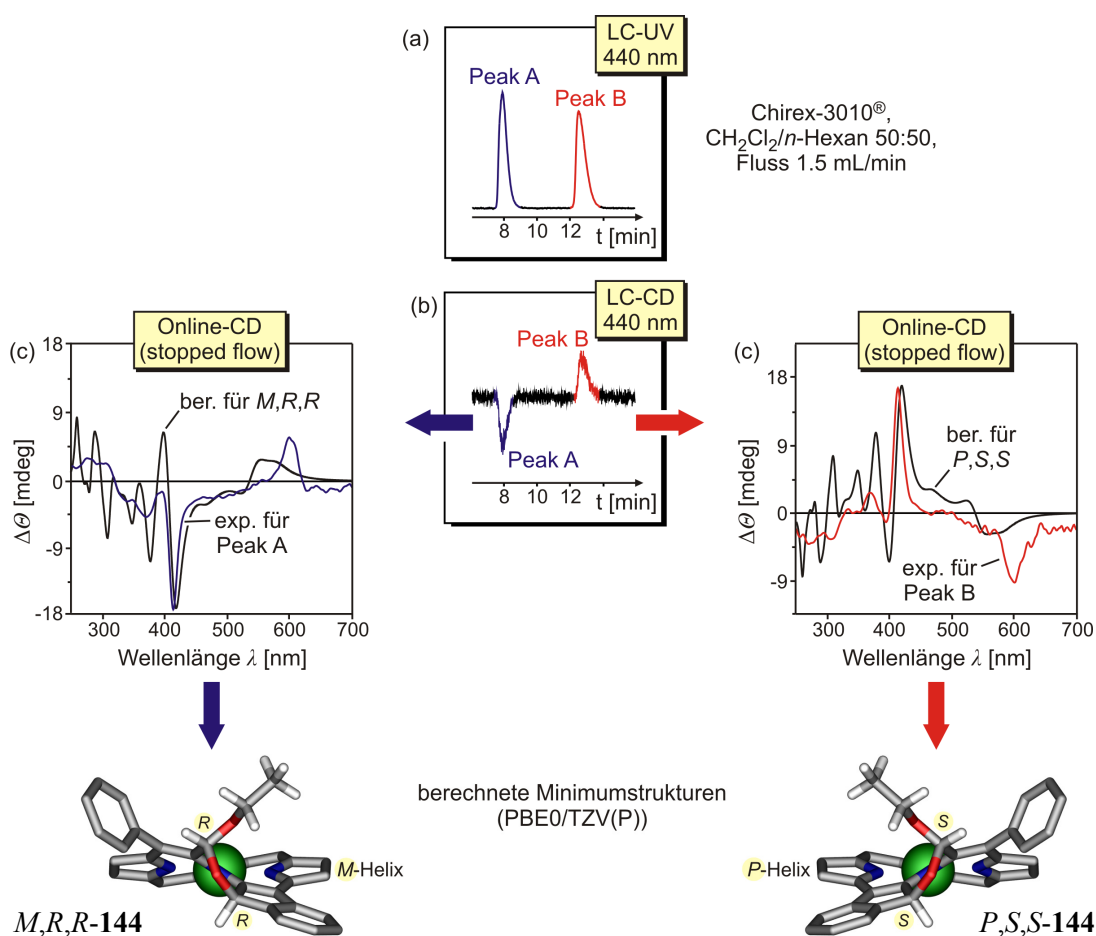 (a)
LC-UV
440 nm
Peak A
Peak B
8 10 12 t [min]
Chirex-3010®,
CH₂Cl₂/n-Hexan 50:50,
Fluss 1.5 mL/min
(b)
LC-CD
440 nm
Peak B
Peak A
8 10 12 t [min]
(c)
Online-CD
(stopped flow)
18
9
0
-9
-18
ΔΘ [mdeg]
ber. für M,R,R
exp. für
Peak A
300 400 500 600 700
Wellenlänge λ [nm]
(c)
Online-CD
(stopped flow)
18
9
0
-9
ΔΘ [mdeg]
ber. für
P,S,S
exp. für
Peak B
300 400 500 600 700
Wellenlänge λ [nm]
berechnete Minimumstrukturen
(PBE0/TZV(P))
R
M-Helix
R
M,R,R-144
S
P-Helix
S
P,S,S-144